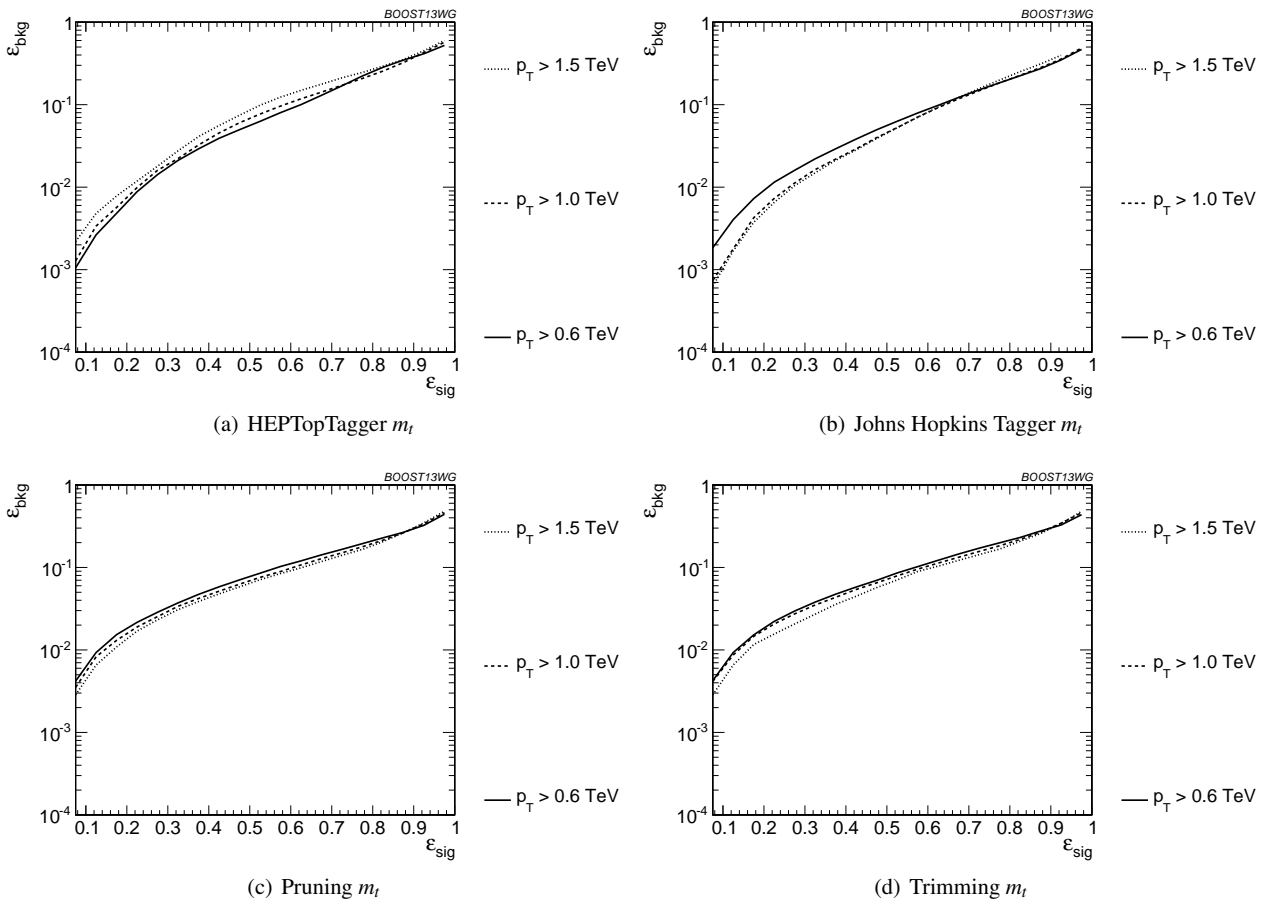 BOOST13WG
ε_bkg
1
10^-1
10^-2
10^-3
10^-4
0.1 0.2 0.3 0.4 0.5 0.6 0.7 0.8 0.9 1
ε_sig
p_T > 1.5 TeV
p_T > 1.0 TeV
p_T > 0.6 TeV
(a) HEPTopTagger m_t
BOOST13WG
ε_bkg
1
10^-1
10^-2
10^-3
10^-4
0.1 0.2 0.3 0.4 0.5 0.6 0.7 0.8 0.9 1
ε_sig
p_T > 1.5 TeV
p_T > 1.0 TeV
p_T > 0.6 TeV
(b) Johns Hopkins Tagger m_t
BOOST13WG
ε_bkg
1
10^-1
10^-2
10^-3
10^-4
0.1 0.2 0.3 0.4 0.5 0.6 0.7 0.8 0.9 1
ε_sig
p_T > 1.5 TeV
p_T > 1.0 TeV
p_T > 0.6 TeV
(c) Pruning m_t
BOOST13WG
ε_bkg
1
10^-1
10^-2
10^-3
10^-4
0.1 0.2 0.3 0.4 0.5 0.6 0.7 0.8 0.9 1
ε_sig
p_T > 1.5 TeV
p_T > 1.0 TeV
p_T > 0.6 TeV
(d) Trimming m_t